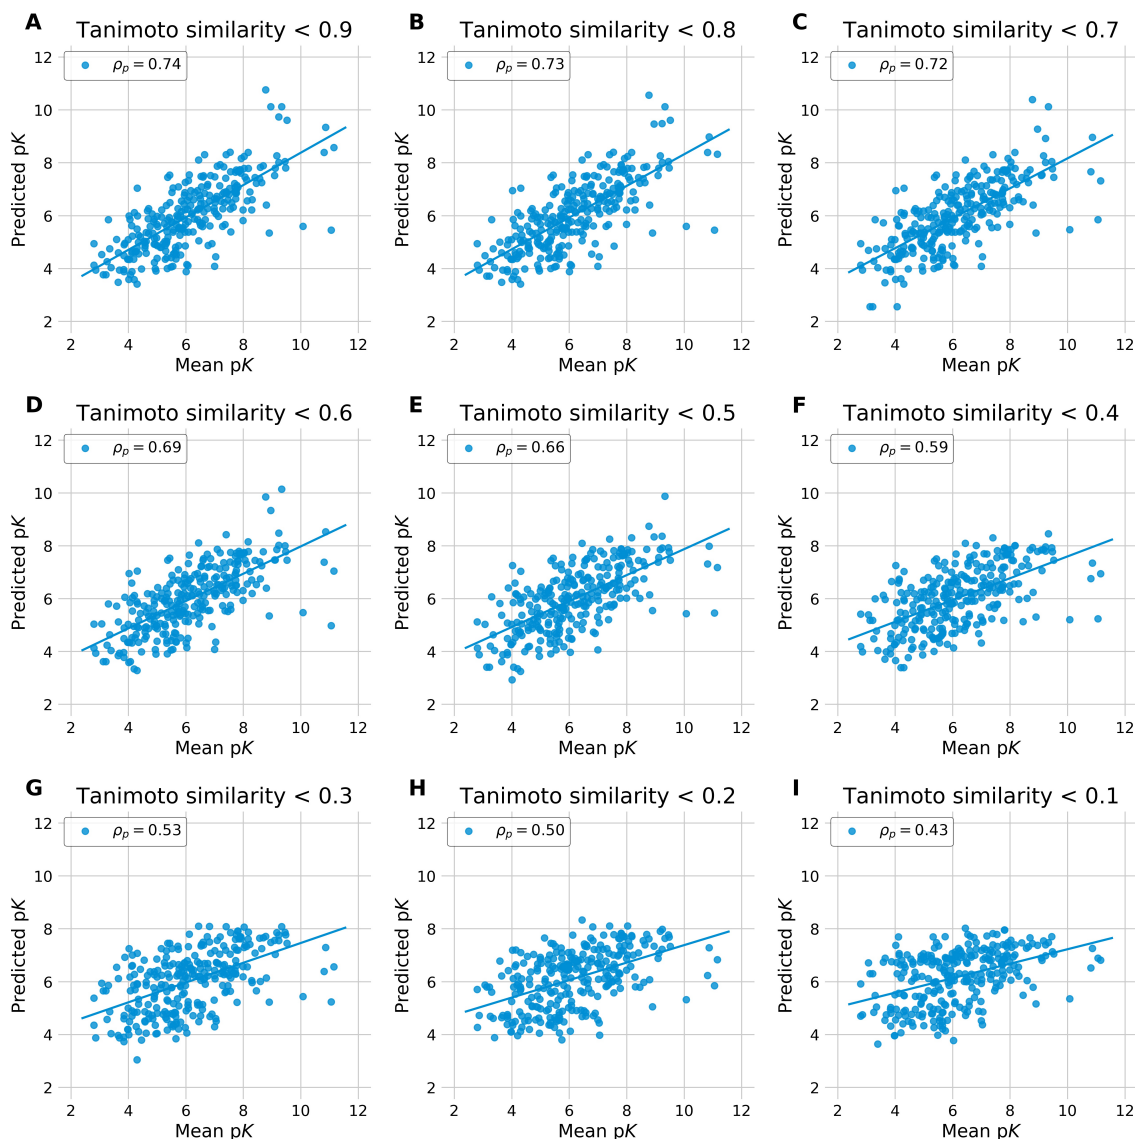 A Tanimoto similarity < 0.9
ρp = 0.74
12
10
8
6
4
2
Predicted pK
2 4 6 8 10 12
Mean pK
B Tanimoto similarity < 0.8
ρp = 0.73
12
10
8
6
4
2
Predicted pK
2 4 6 8 10 12
Mean pK
C Tanimoto similarity < 0.7
ρp = 0.72
12
10
8
6
4
2
Predicted pK
2 4 6 8 10 12
Mean pK
D Tanimoto similarity < 0.6
ρp = 0.69
12
10
8
6
4
2
Predicted pK
2 4 6 8 10 12
Mean pK
E Tanimoto similarity < 0.5
ρp = 0.66
12
10
8
6
4
2
Predicted pK
2 4 6 8 10 12
Mean pK
F Tanimoto similarity < 0.4
ρp = 0.59
12
10
8
6
4
2
Predicted pK
2 4 6 8 10 12
Mean pK
G Tanimoto similarity < 0.3
ρp = 0.53
12
10
8
6
4
2
Predicted pK
2 4 6 8 10 12
Mean pK
H Tanimoto similarity < 0.2
ρp = 0.50
12
10
8
6
4
2
Predicted pK
2 4 6 8 10 12
Mean pK
I Tanimoto similarity < 0.1
ρp = 0.43
12
10
8
6
4
2
Predicted pK
2 4 6 8 10 12
Mean pK